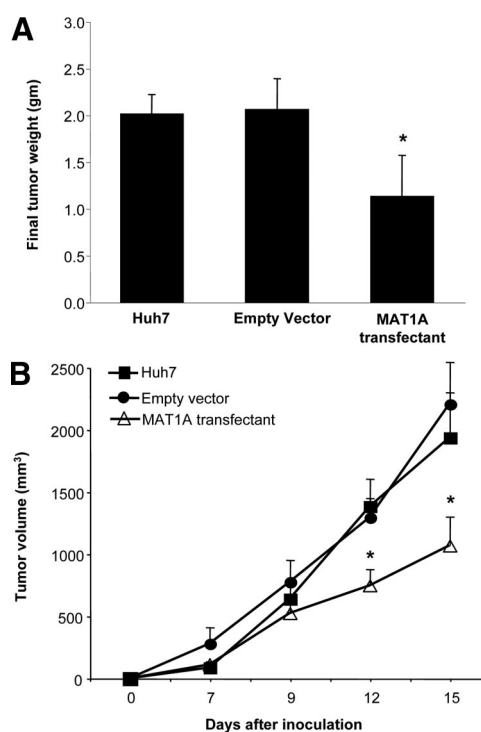 A
Final tumor weight (gm)
3.0
2.5
2.0
1.5
1.0
0.5
0.0
*
Huh7
Empty Vector
MAT1A
transfectant
B
Huh7
Empty vector
MAT1A transfectant
Tumor volume (mm³)
2500
2000
1500
1000
500
0
*
*
0
7
9
12
15
Days after inoculation